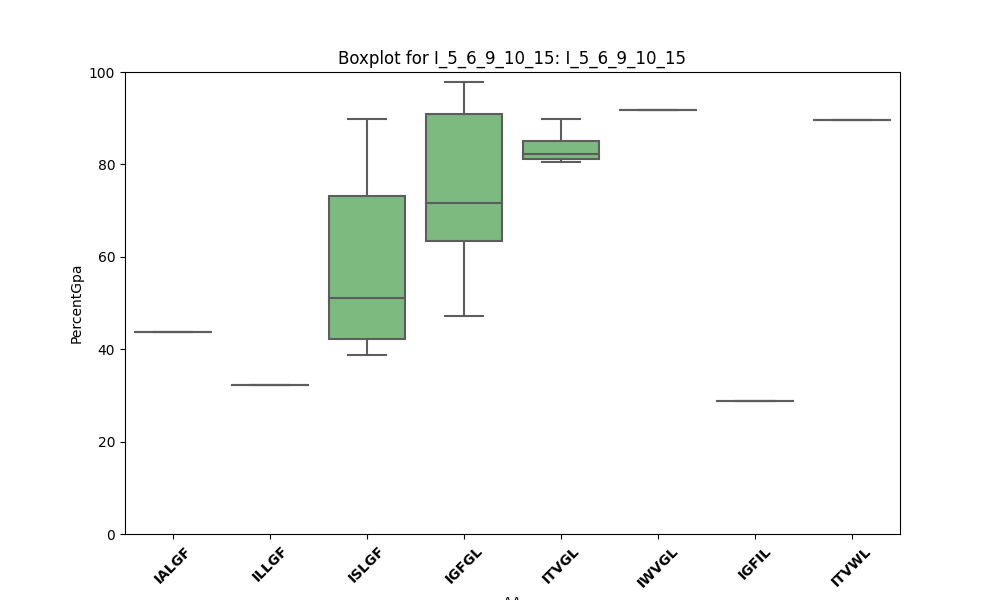 Boxplot for I_5_6_9_10_15: I_5_6_9_10_15
100
80
60
40
20
0
PercentGpa
IALGF
ILLGF
ISLGF
IGFGL
ITVGL
IWVGL
IGFIL
ITVWL